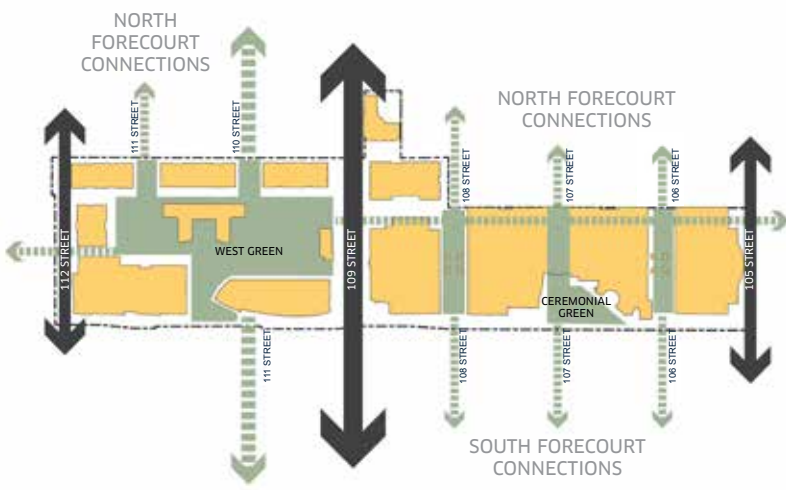 NORTH
FORECOURT
CONNECTIONS
NORTH FORECOURT
CONNECTIONS
111 STREET
110 STREET
108 STREET
107 STREET
106 STREET
112 STREET
WEST GREEN
109 STREET
105 STREET
CEREMONIAL
GREEN
111 STREET
108 STREET
107 STREET
106 STREET
SOUTH FORECOURT
CONNECTIONS